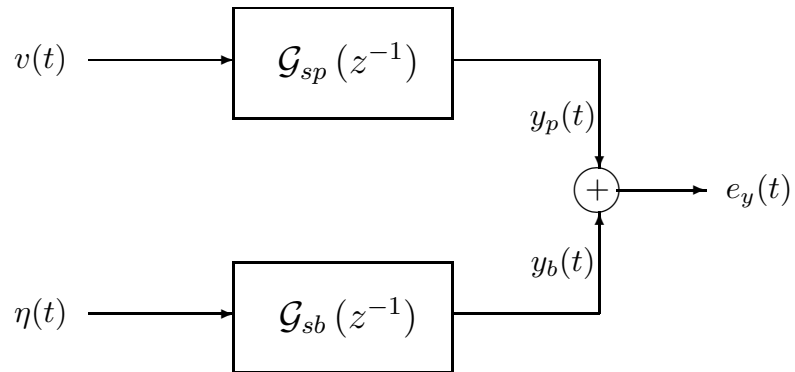 v(t)
𝒢_{sp} (z^{-1})
y_p(t)
+
e_y(t)
y_b(t)
η(t)
𝒢_{sb} (z^{-1})